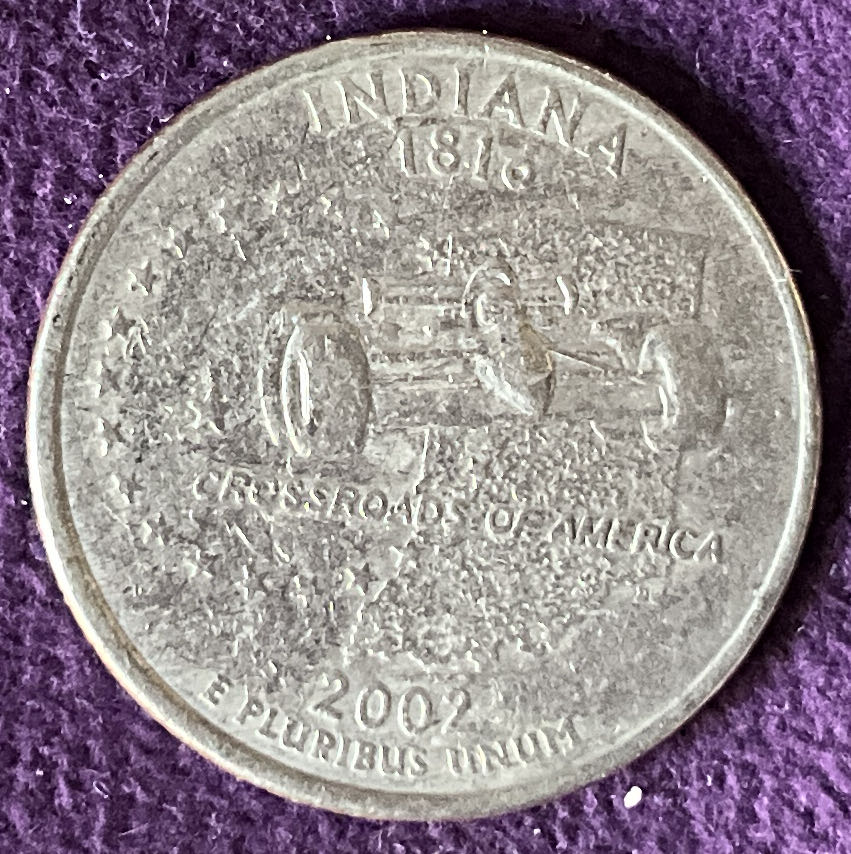 INDIANA
1816
CROSSROADS OF AMERICA
2002
E PLURIBUS UNUM